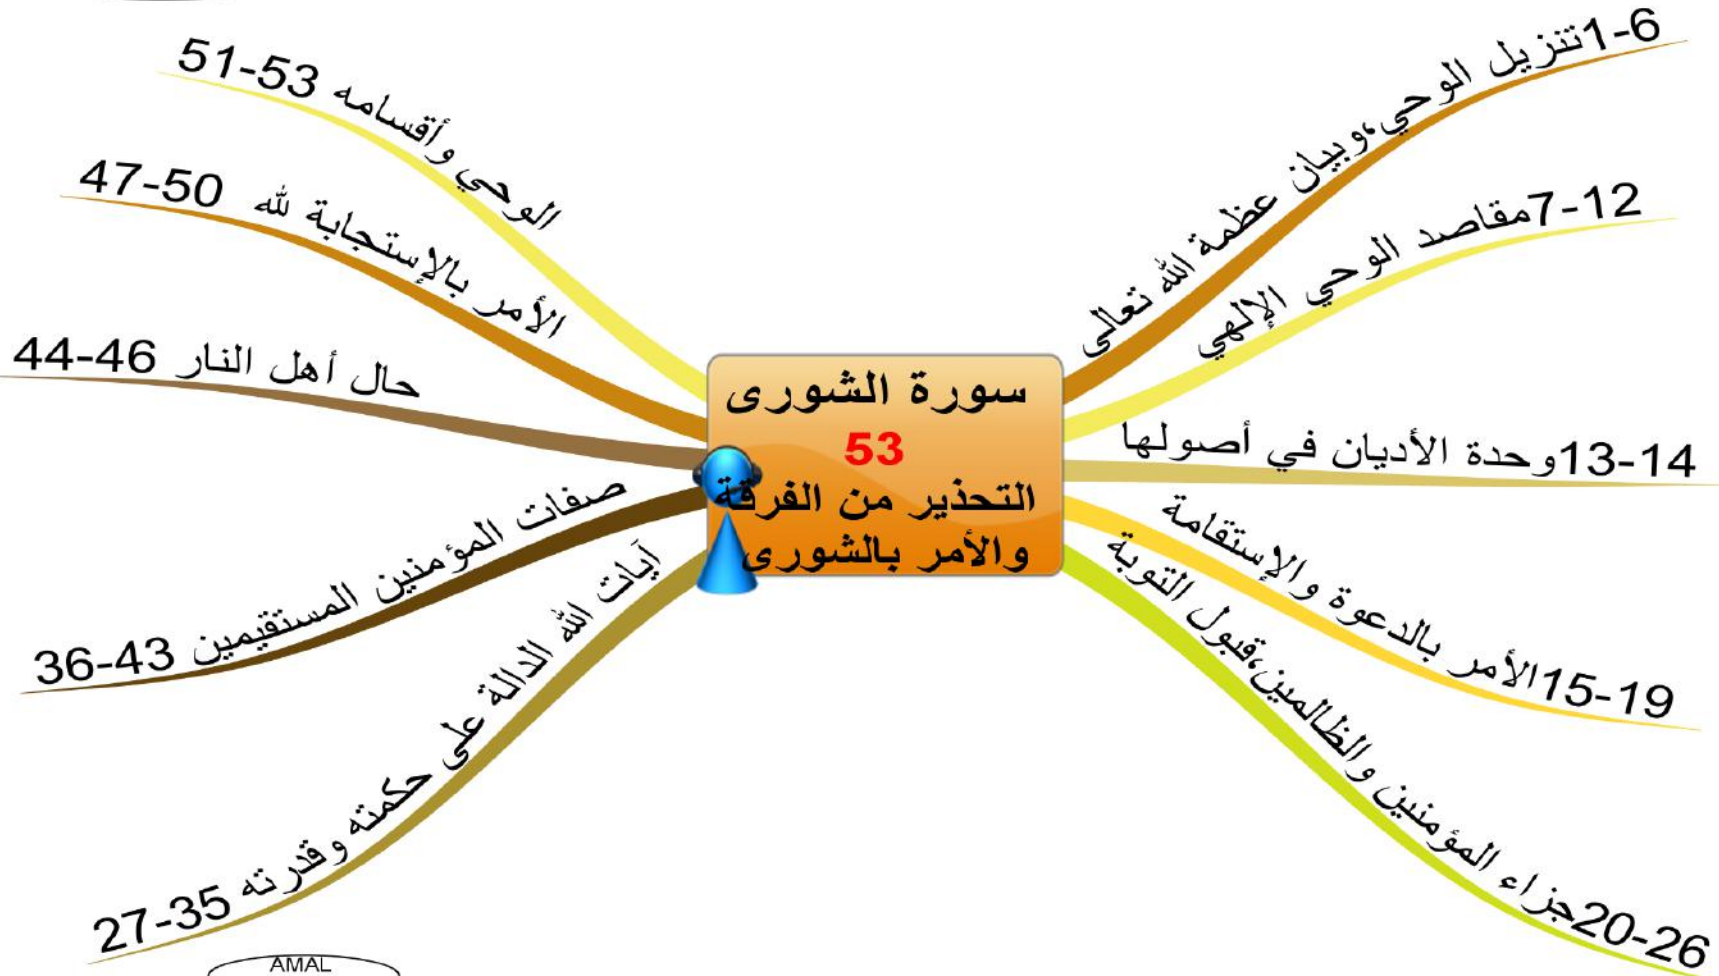 سورة الشورى
53
التحذير من الفرقة
والأمر بالشورى
1-6تنزيل الوحي،وبيان عظمة الله تعالى
7-12مقاصد الوحي الإلهي
13-14وحدة الأديان في أصولها
15-19الأمر بالدعوة والإستقامة
20-26جزاء المؤمنين والظالمين،قبول التوبة
آيات الله الدالة على حكمته وقدرته 27-35
صفات المؤمنين المستقيمين 36-43
حال أهل النار 44-46
الأمر بالإستجابة لله 47-50
الوحي وأقسامه 51-53
AMAL